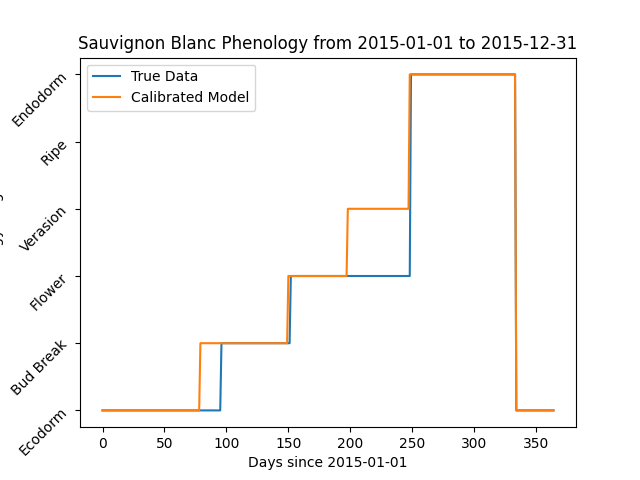 Sauvignon Blanc Phenology from 2015-01-01 to 2015-12-31
True Data
Calibrated Model
Endodorm
Ripe
Verasion
Flower
Bud Break
Ecodorm
0 50 100 150 200 250 300 350
Days since 2015-01-01